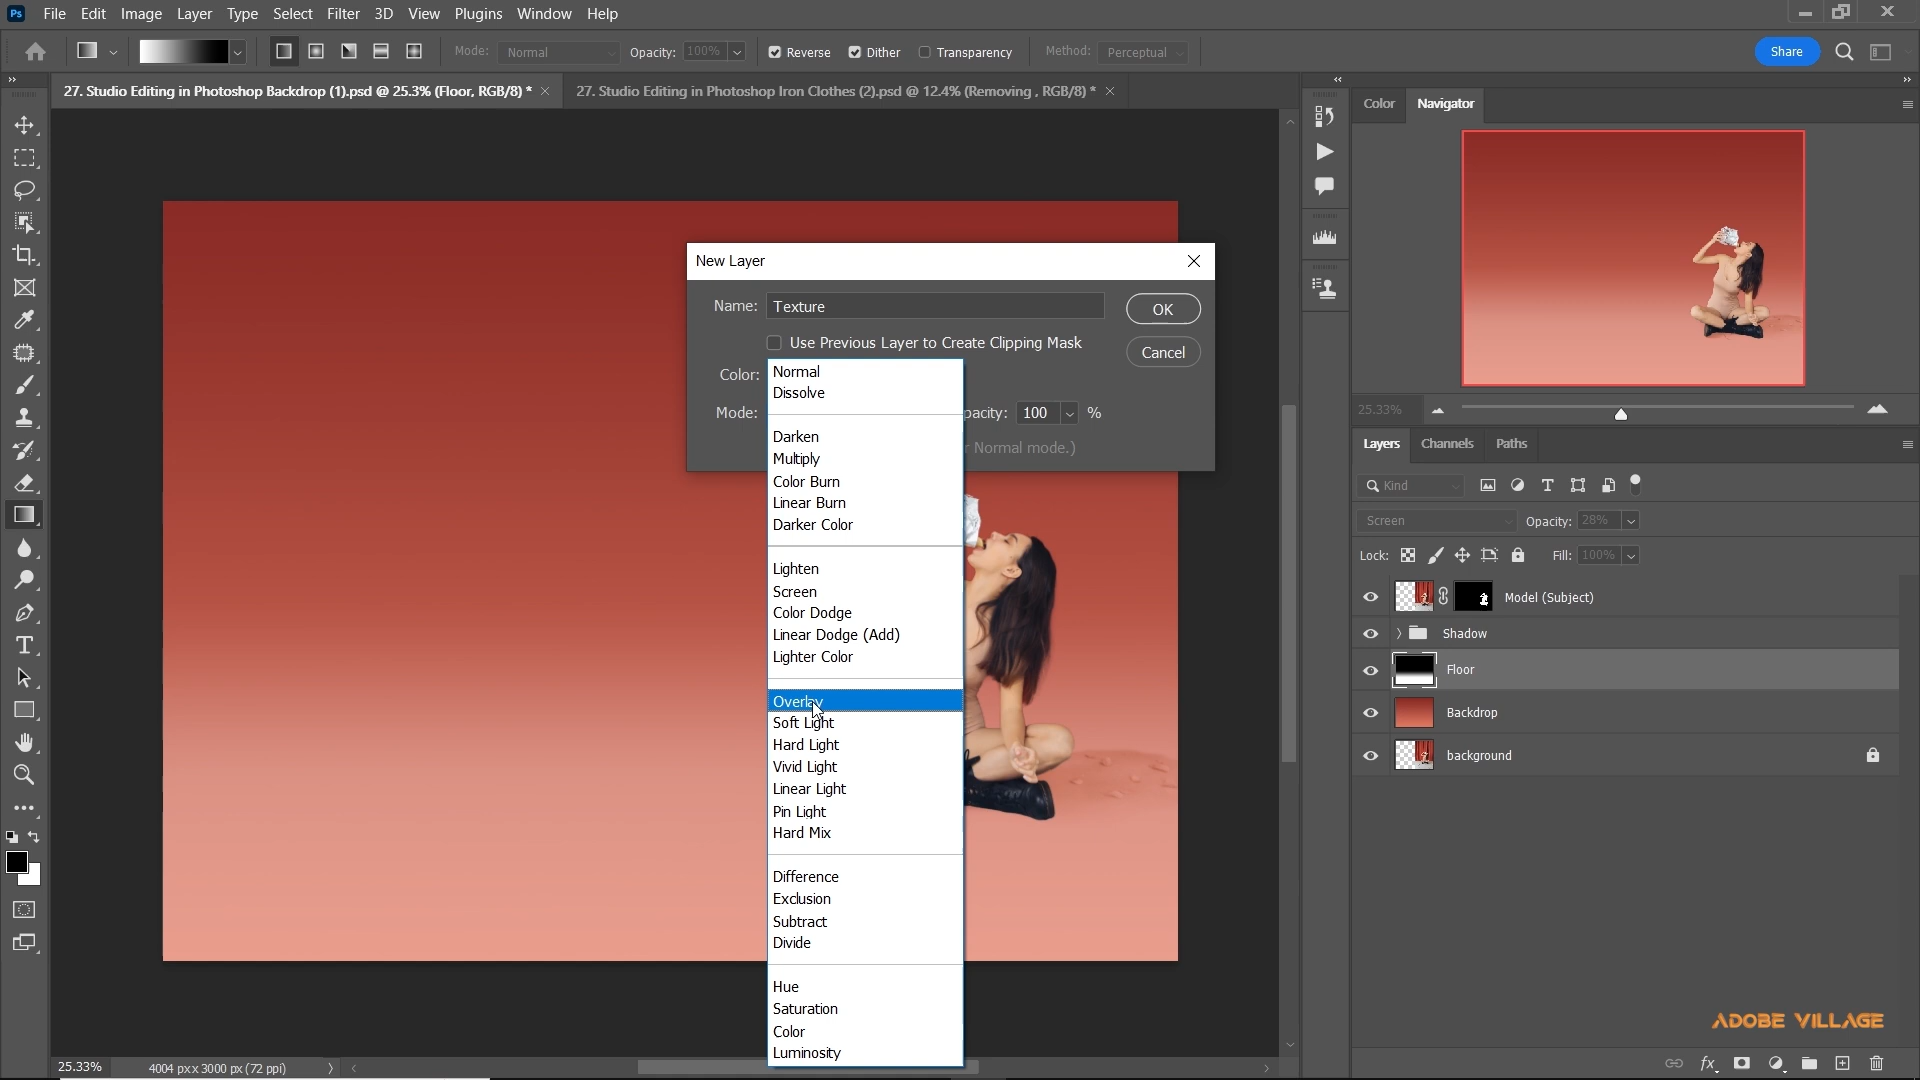 Ps File Edit Image Layer Type Select Filter 3D View Plugins Window Help
Mode: Normal Opacity: 100% Reverse Dither Transparency Method: Perceptual Share
27. Studio Editing in Photoshop Backdrop (1).psd @ 25.3% (Floor, RGB/8) *
27. Studio Editing in Photoshop Iron Clothes (2).psd @ 12.4% (Removing , RGB/8) *
Color Navigator
New Layer
Name: Texture
OK
Use Previous Layer to Create Clipping Mask
Cancel
Color:
Mode:
pacity: 100 %
r Normal mode.)
Normal
Dissolve
Darken
Multiply
Color Burn
Linear Burn
Darker Color
Lighten
Screen
Color Dodge
Linear Dodge (Add)
Lighter Color
Overlay
Soft Light
Hard Light
Vivid Light
Linear Light
Pin Light
Hard Mix
Difference
Exclusion
Subtract
Divide
Hue
Saturation
Color
Luminosity
25.33%
Layers Channels Paths
Kind
Screen Opacity: 28%
Lock: Fill: 100%
Model (Subject)
Shadow
Floor
Backdrop
background
ADOBE VILLAGE
25.33% 4004 px x 3000 px (72 ppi)
fx